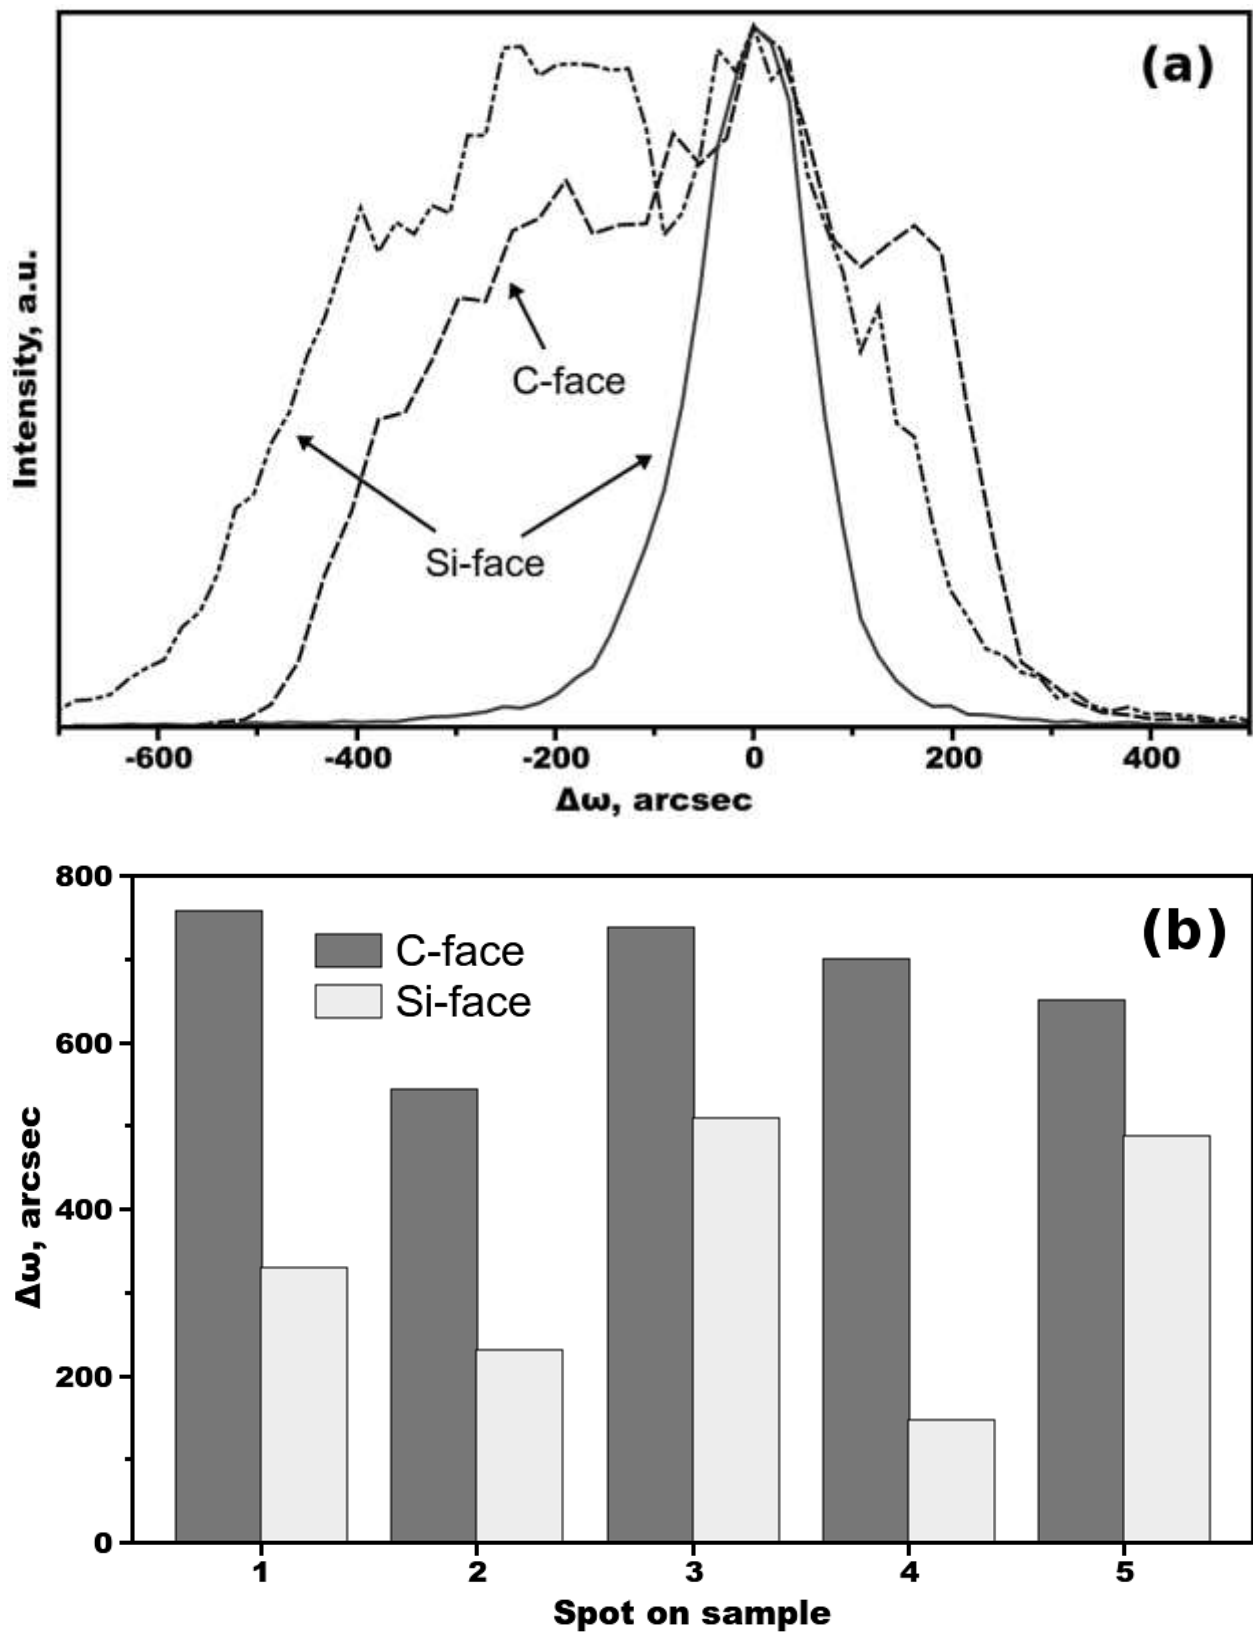 (a)
Intensity, a.u.
C-face
Si-face
-600 -400 -200 0 200 400
Δω, arcsec
(b)
C-face
Si-face
800
600
400
200
0
Δω, arcsec
1 2 3 4 5
Spot on sample